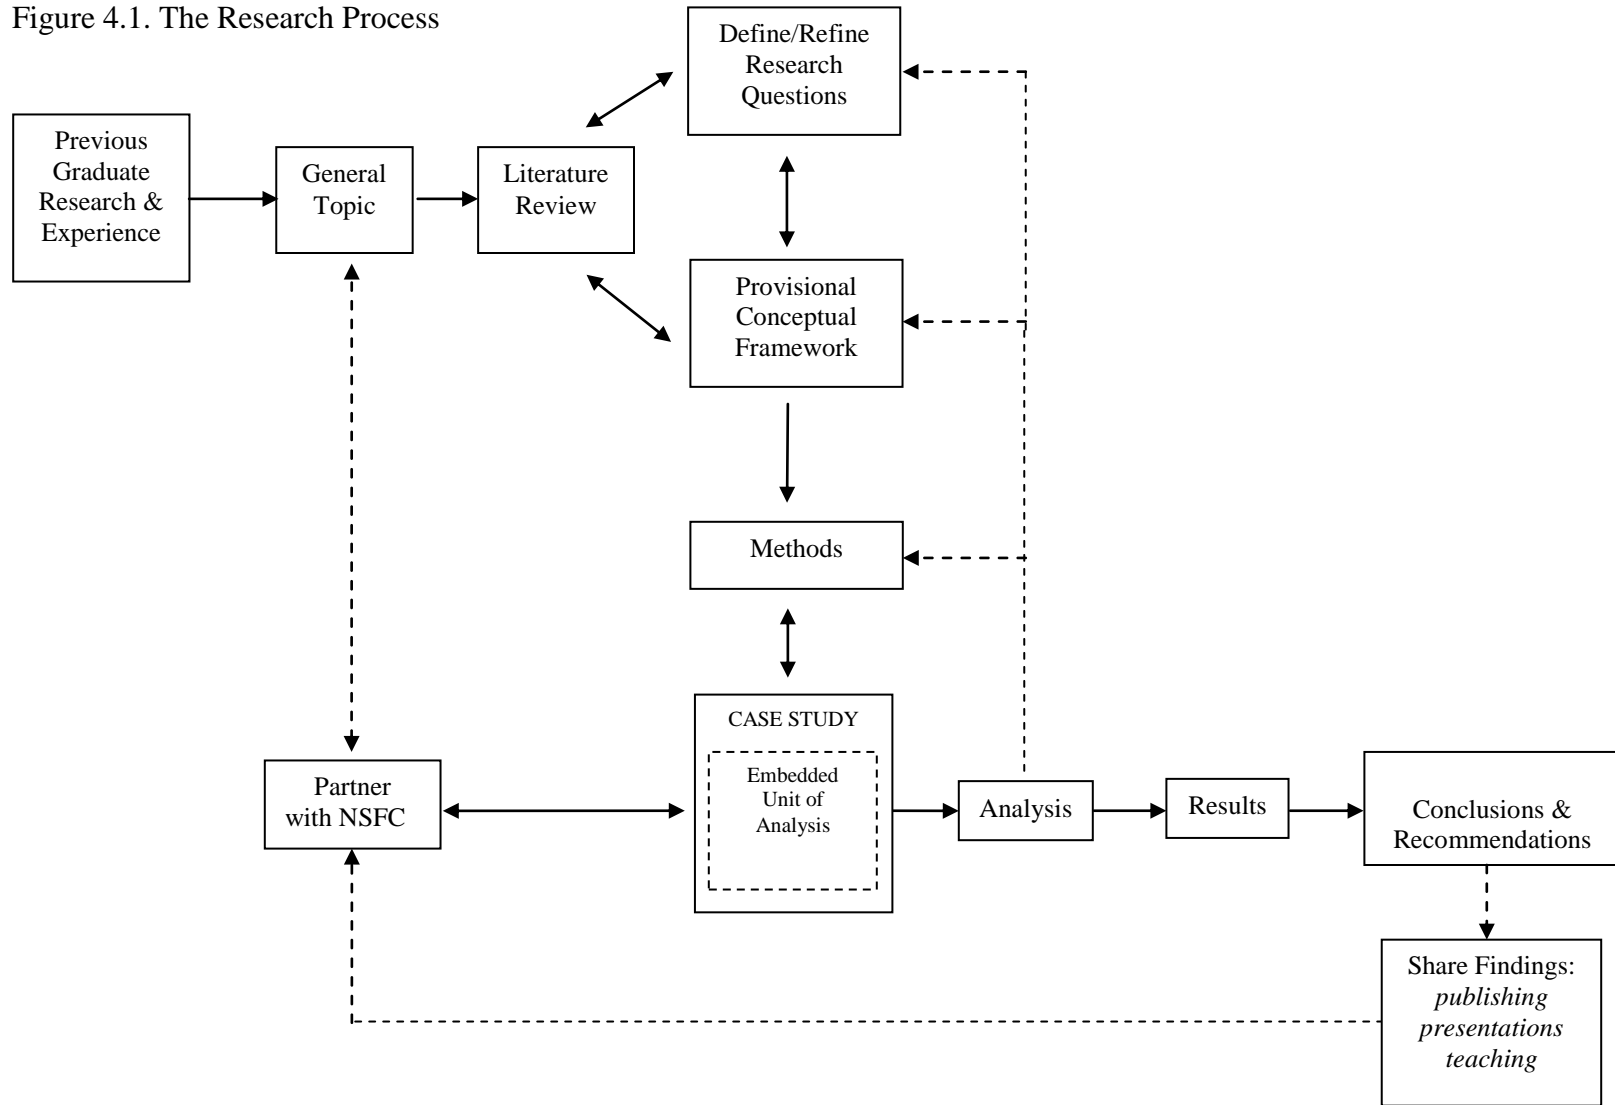 Figure 4.1. The Research Process
Define/Refine
Research
Questions
Previous
Graduate
Research &
Experience
General
Topic
Literature
Review
Provisional
Conceptual
Framework
Methods
CASE STUDY
Embedded
Unit of
Analysis
Partner
with NSFC
Analysis
Results
Conclusions &
Recommendations
Share Findings:
publishing
presentations
teaching